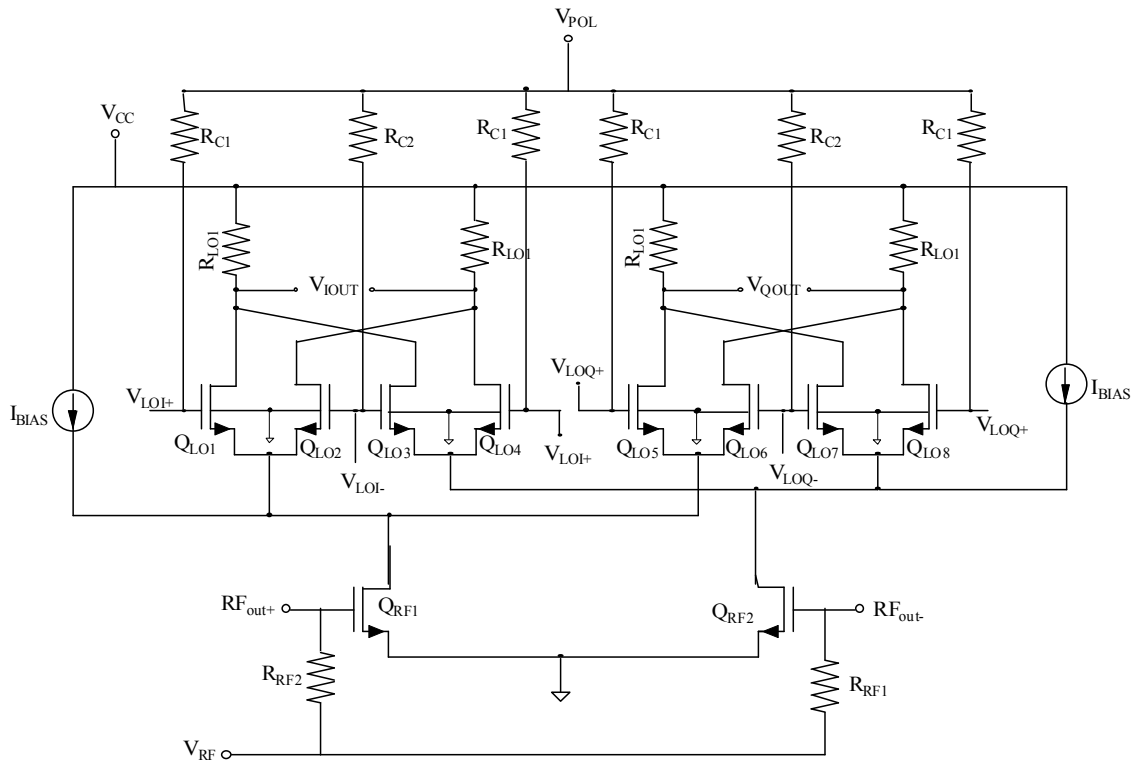 V_POL
V_CC
R_C1
R_C2
R_C1
R_C1
R_C2
R_C1
R_LO1
R_LO1
R_LO1
R_LO1
V_IOUT
V_QOUT
I_BIAS
V_LOI+
V_LOQ+
I_BIAS
Q_LO1
Q_LO2
Q_LO3
Q_LO4
V_LOI+
Q_LO5
Q_LO6
Q_LO7
Q_LO8
V_LOQ+
V_LOI-
V_LOQ-
RF_out+
Q_RF1
Q_RF2
RF_out-
R_RF2
R_RF1
V_RF